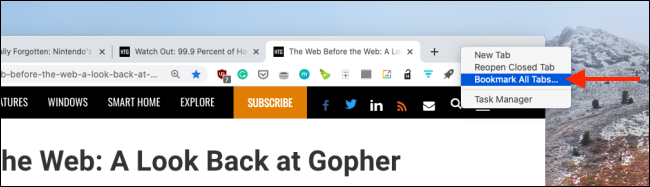 ally Forgotten: Nintendo's
HTG Watch Out: 99.9 Percent of Ha
HTG The Web Before the Web: A Lo
New Tab
Reopen Closed Tab
Bookmark All Tabs...
Task Manager
b-before-the-web-a-look-back-at-...
7
ATURES WINDOWS SMART HOME EXPLORE SUBSCRIBE
he Web: A Look Back at Gopher